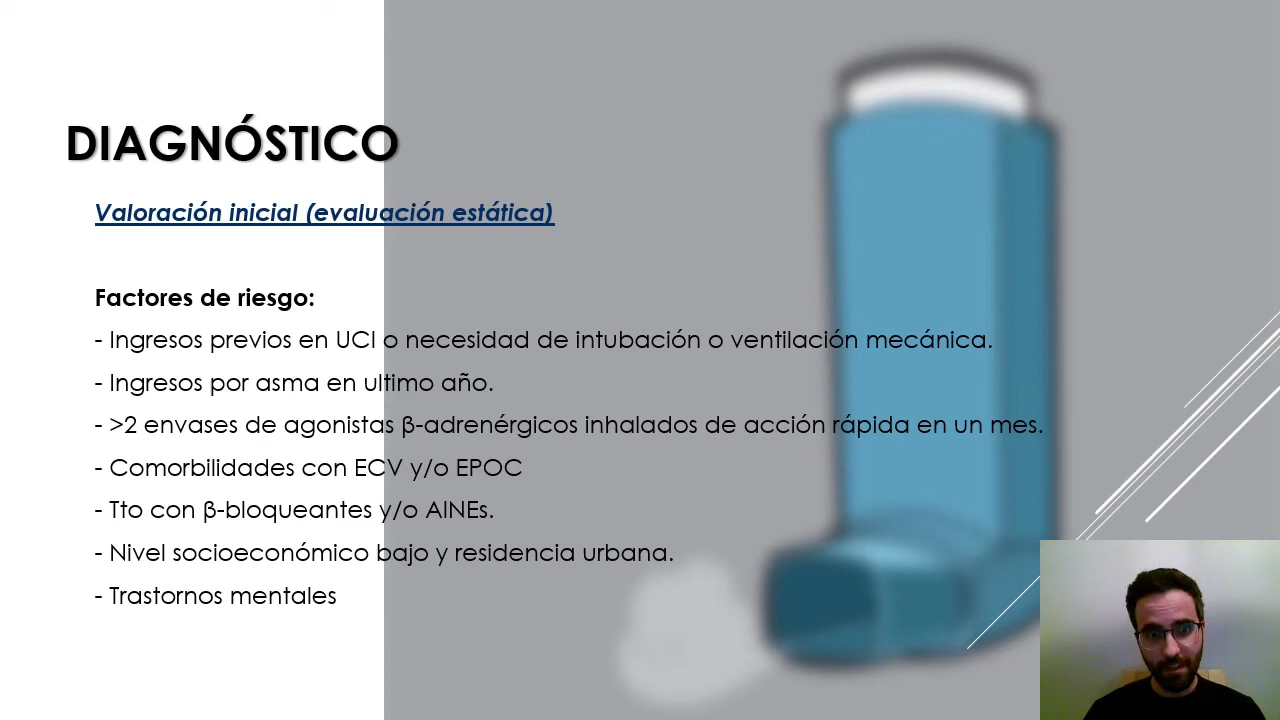 DIAGNÓSTICO
Valoración inicial (evaluación estática)
Factores de riesgo:
- Ingresos previos en UCI o necesidad de intubación o ventilación mecánica.
- Ingresos por asma en ultimo año.
- >2 envases de agonistas β-adrenérgicos inhalados de acción rápida en un mes.
- Comorbilidades con ECV y/o EPOC
- Tto con β-bloqueantes y/o AINEs.
- Nivel socioeconómico bajo y residencia urbana.
- Trastornos mentales